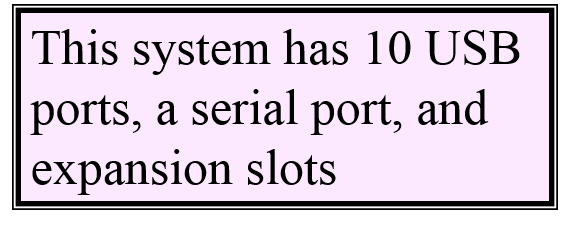 This system has 10 USB
ports, a serial port, and
expansion slots